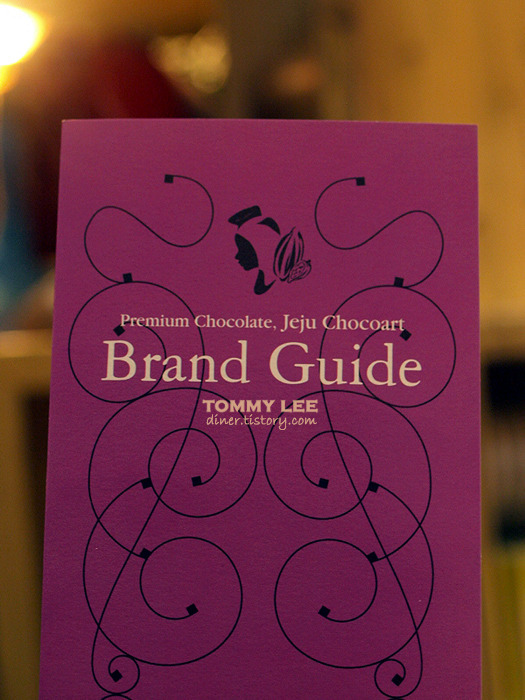 Premium Chocolate, Jeju Chocoart
Brand Guide
TOMMY LEE
diner.tistory.com